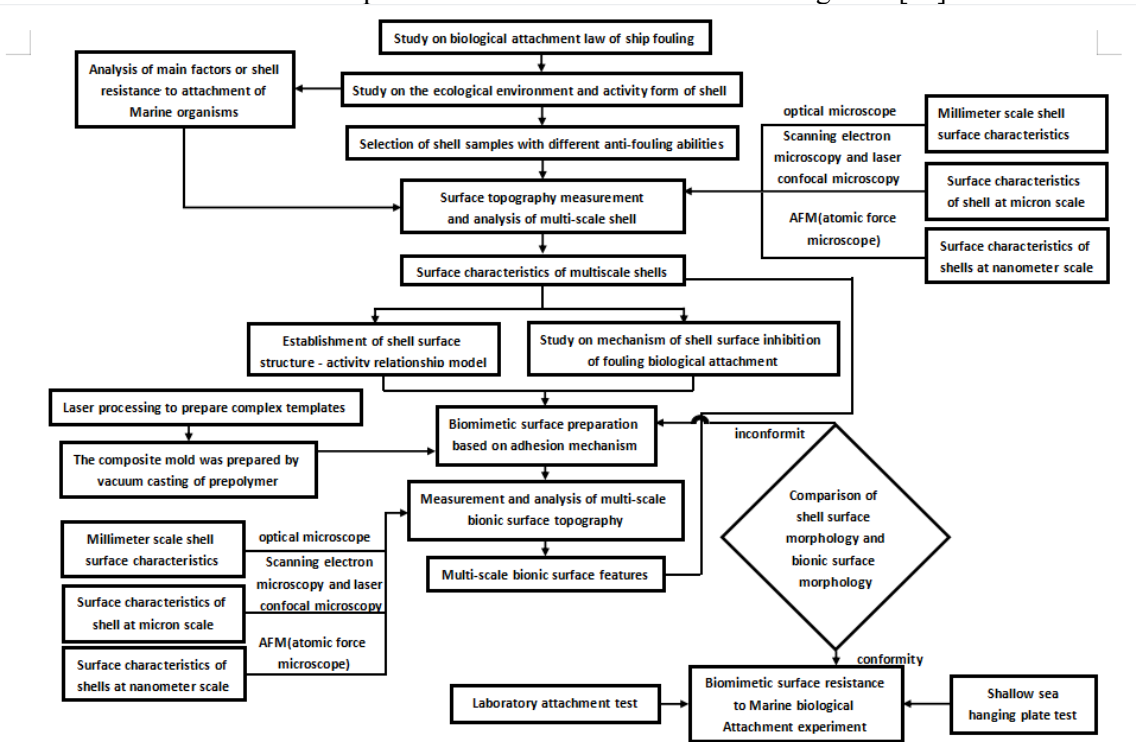 Study on biological attachment law of ship fouling
Analysis of main factors or shell
resistance to attachment of
Marine organisms
Study on the ecological environment and activity form of shell
Selection of shell samples with different anti-fouling abilities
Surface topography measurement
and analysis of multi-scale shell
optical microscope
Scanning electron
microscopy and laser
confocal microscopy
AFM(atomic force
microscope)
Millimeter scale shell
surface characteristics
Surface characteristics
of shell at micron scale
Surface characteristics of
shells at nanometer scale
Surface characteristics of multiscale shells
Establishment of shell surface
structure - activity relationship model
Study on mechanism of shell surface inhibition
of fouling biological attachment
Laser processing to prepare complex templates
The composite mold was prepared by
vacuum casting of prepolymer
Biomimetic surface preparation
based on adhesion mechanism
inconformit
Measurement and analysis of multi-scale
bionic surface topography
Comparison of
shell surface
morphology and
bionic surface
morphology
Millimeter scale shell
surface characteristics
Surface characteristics of
shell at micron scale
Surface characteristics of
shells at nanometer scale
optical microscope
Scanning electron
microscopy and laser
confocal microscopy
AFM(atomic force
microscope)
Multi-scale bionic surface features
conformity
Laboratory attachment test
Biomimetic surface resistance
to Marine biological
Attachment experiment
Shallow sea
hanging plate test